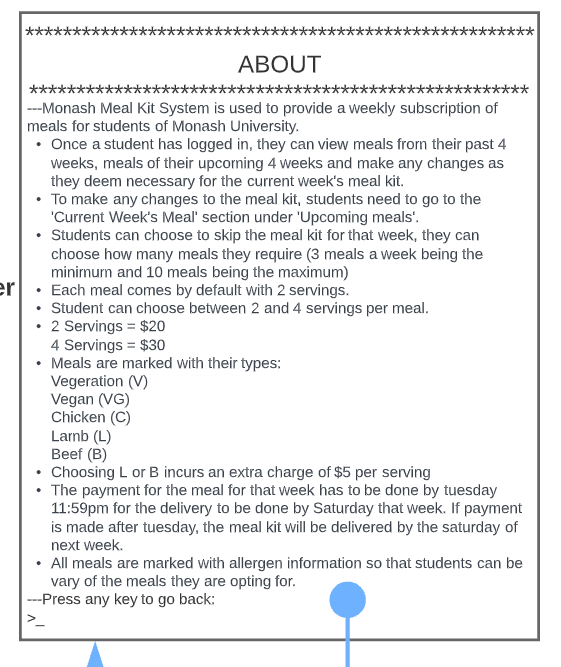 ******************************************************
ABOUT
*****************************************************
---Monash Meal Kit System is used to provide a weekly subscription of
meals for students of Monash University.
• Once a student has logged in, they can view meals from their past 4
weeks, meals of their upcoming 4 weeks and make any changes as
they deem necessary for the current week's meal kit.
• To make any changes to the meal kit, students need to go to the
'Current Week's Meal' section under 'Upcoming meals'.
• Students can choose to skip the meal kit for that week, they can
choose how many meals they require (3 meals a week being the
minimum and 10 meals being the maximum)
er
• Each meal comes by default with 2 servings.
• Student can choose between 2 and 4 servings per meal.
• 2 Servings = $20
4 Servings = $30
• Meals are marked with their types:
Vegeration (V)
Vegan (VG)
Chicken (C)
Lamb (L)
Beef (B)
• Choosing L or B incurs an extra charge of $5 per serving
• The payment for the meal for that week has to be done by tuesday
11:59pm for the delivery to be done by Saturday that week. If payment
is made after tuesday, the meal kit will be delivered by the saturday of
next week.
• All meals are marked with allergen information so that students can be
vary of the meals they are opting for.
---Press any key to go back:
>_